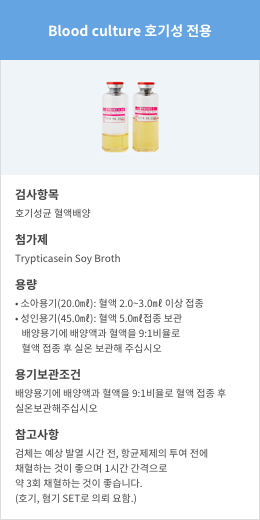 Blood culture 호기성 전용
검사항목
호기성균 혈액배양
첨가제
Trypticasein Soy Broth
용량
• 소아용기(20.0㎖): 혈액 2.0~3.0㎖ 이상 접종
• 성인용기(45.0㎖): 혈액 5.0㎖접종 보관
배양용기에 배양액과 혈액을 9:1비율로
혈액 접종 후 실온 보관해 주십시오
용기보관조건
배양용기에 배양액과 혈액을 9:1비율로 혈액 접종 후
실온보관해주십시오
참고사항
검체는 예상 발열 시간 전, 항균제제의 투여 전에
채혈하는 것이 좋으며 1시간 간격으로
약 3회 채혈하는 것이 좋습니다.
(호기, 혐기 SET로 의뢰 요함.)